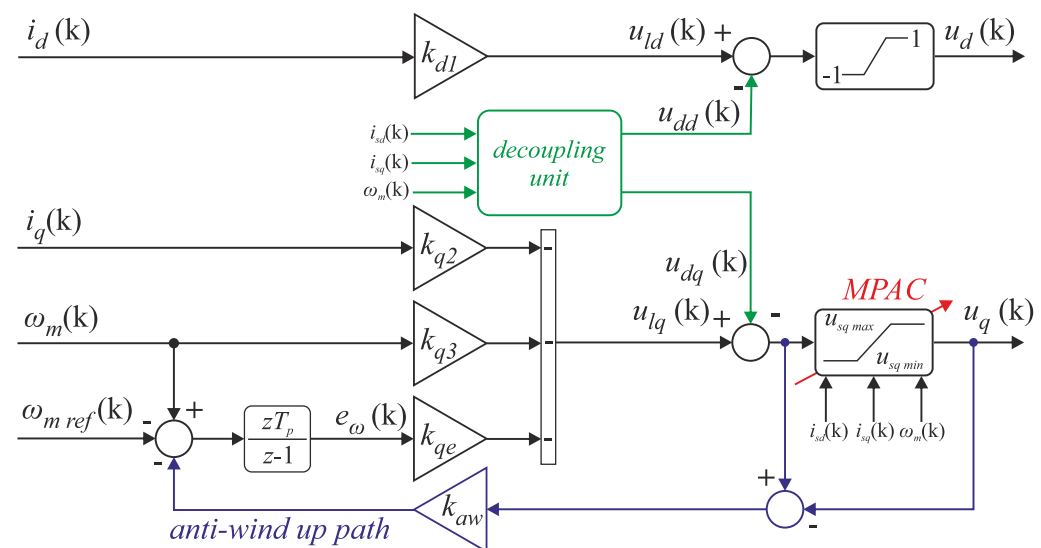 i_d (k)
k_d1
u_ld (k) +
-
1
-1
u_d (k)
u_dd (k)
i_sd(k)
i_sq(k)
ω_m(k)
decoupling
unit
i_q(k)
k_q2
-
u_dq (k)
MPAC
ω_m(k)
k_q3
-
u_lq (k) +
-
u_sq max
u_sq min
u_q (k)
i_sd(k) i_sq(k) ω_m(k)
ω_m ref(k)
-
+
-
zT_p
z-1
e_ω (k)
k_qe
-
+
-
k_aw
anti-wind up path